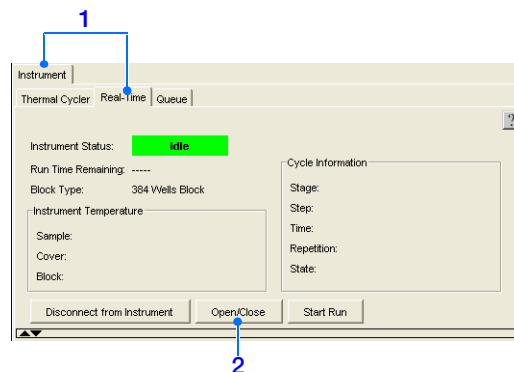 1
Instrument
Thermal Cycler Real-Time Queue
?
Instrument Status: Idle
Run Time Remaining: -----
Block Type: 384 Wells Block
Instrument Temperature
Sample:
Cover:
Block:
Cycle Information
Stage:
Step:
Time:
Repetition:
State:
Disconnect from Instrument Open/Close Start Run
2